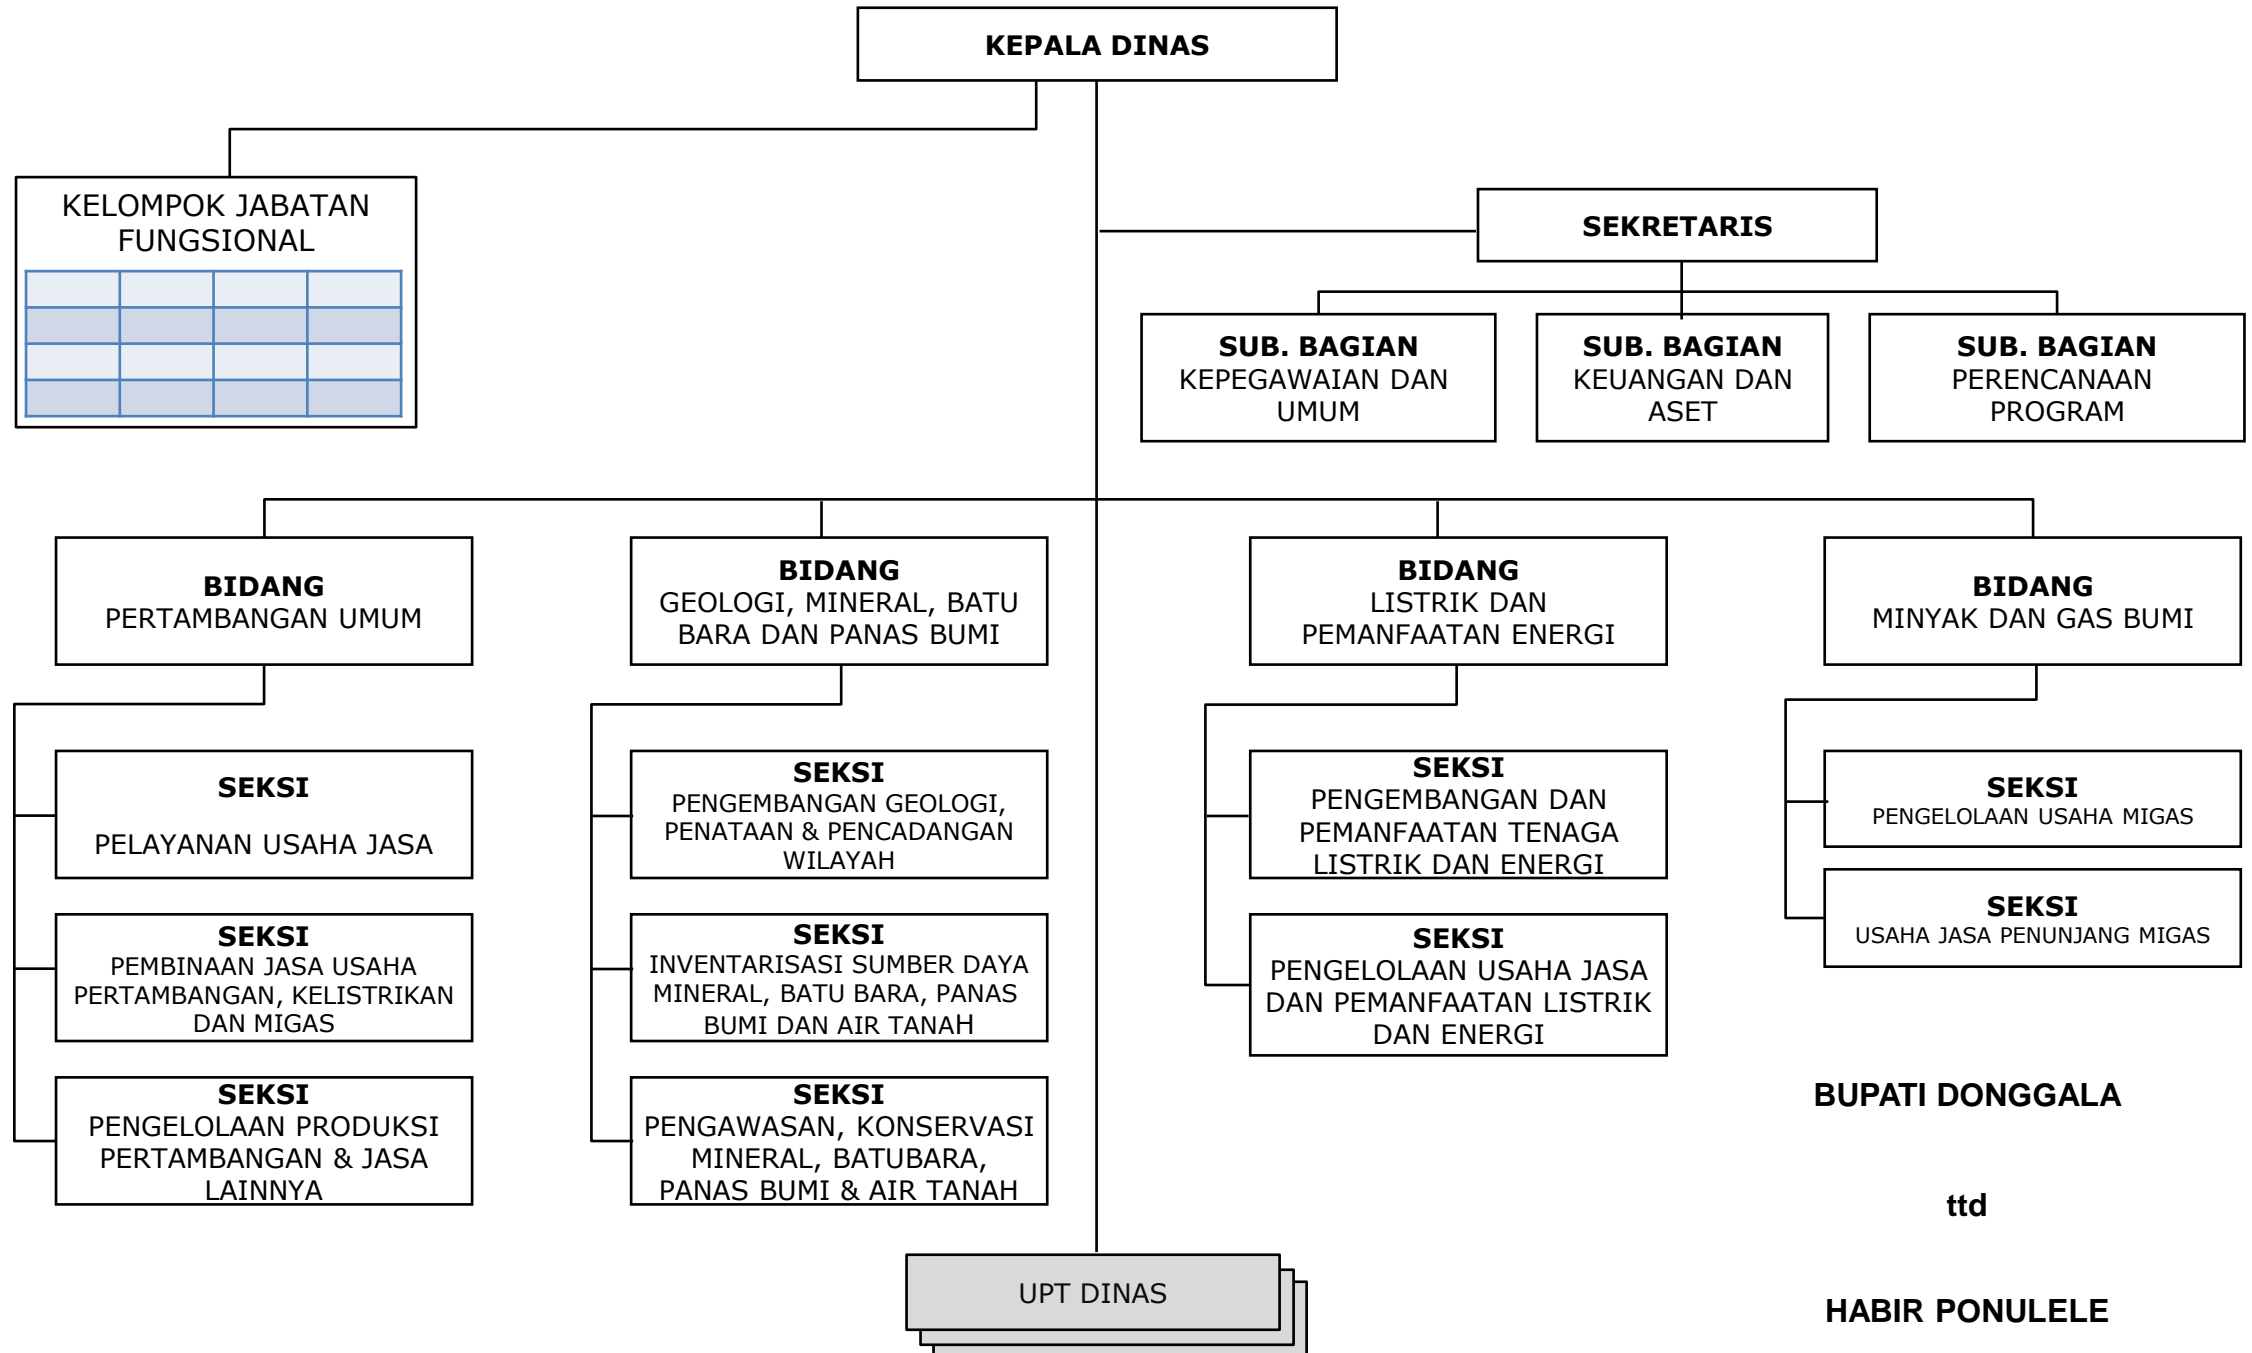 KEPALA DINAS
KELOMPOK JABATAN
FUNGSIONAL
SEKRETARIS
SUB. BAGIAN
KEPEGAWAIAN DAN
UMUM
SUB. BAGIAN
KEUANGAN DAN
ASET
SUB. BAGIAN
PERENCANAAN
PROGRAM
BIDANG
PERTAMBANGAN UMUM
BIDANG
GEOLOGI, MINERAL, BATU
BARA DAN PANAS BUMI
BIDANG
LISTRIK DAN
PEMANFAATAN ENERGI
BIDANG
MINYAK DAN GAS BUMI
SEKSI
PELAYANAN USAHA JASA
SEKSI
PEMBINAAN JASA USAHA
PERTAMBANGAN, KELISTRIKAN
DAN MIGAS
SEKSI
PENGELOLAAN PRODUKSI
PERTAMBANGAN & JASA
LAINNYA
SEKSI
PENGEMBANGAN GEOLOGI,
PENATAAN & PENCADANGAN
WILAYAH
SEKSI
INVENTARISASI SUMBER DAYA
MINERAL, BATU BARA, PANAS
BUMI DAN AIR TANAH
SEKSI
PENGAWASAN, KONSERVASI
MINERAL, BATUBARA,
PANAS BUMI & AIR TANAH
SEKSI
PENGEMBANGAN DAN
PEMANFAATAN TENAGA
LISTRIK DAN ENERGI
SEKSI
PENGELOLAAN USAHA JASA
DAN PEMANFAATAN LISTRIK
DAN ENERGI
SEKSI
PENGELOLAAN USAHA MIGAS
SEKSI
USAHA JASA PENUNJANG MIGAS
UPT DINAS
BUPATI DONGGALA
ttd
HABIR PONULELE